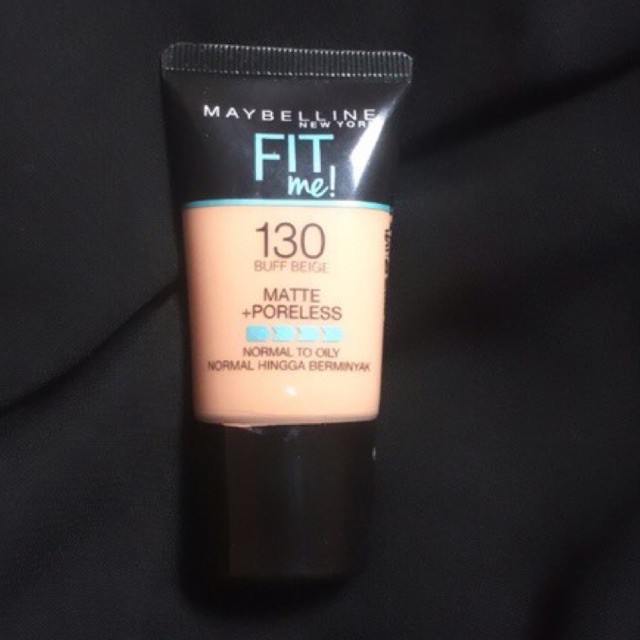 MAYBELLINE
NEW YORK
FIT
me!
130
BUFF BEIGE
MATTE
+PORELESS
NORMAL TO OILY
NORMAL HINGGA BERMINYAK